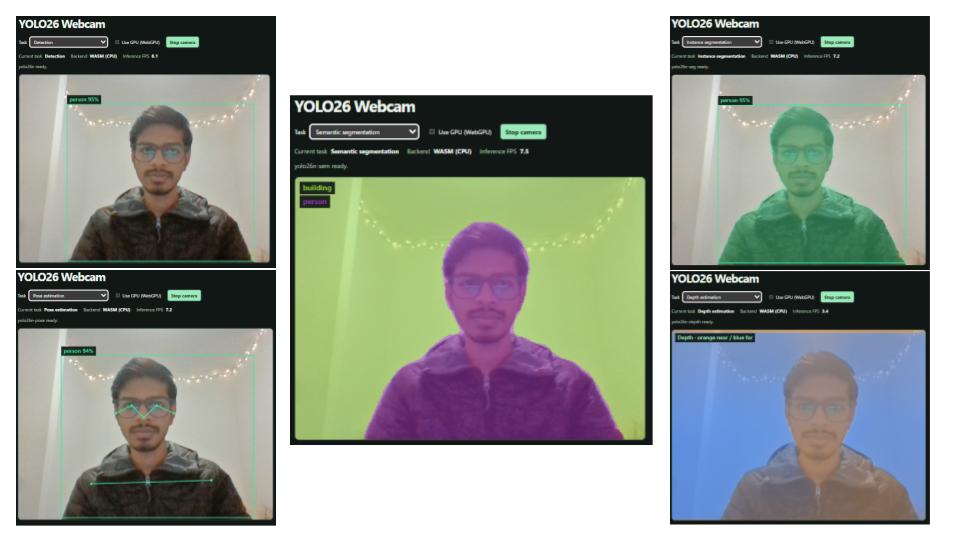 YOLO26 Webcam
Task Detection Use GPU (WebGPU) Stop camera
Current task Detection Backend WASM (CPU) Inference FPS 8.1
yolo26n ready.
person 95%
YOLO26 Webcam
Task Pose estimation Use GPU (WebGPU) Stop camera
Current task Pose estimation Backend WASM (CPU) Inference FPS 7.2
yolo26n-pose ready.
person 94%
YOLO26 Webcam
Task Semantic segmentation Use GPU (WebGPU) Stop camera
Current task Semantic segmentation Backend WASM (CPU) Inference FPS 7.5
yolo26n-sem ready.
building
person
YOLO26 Webcam
Task Instance segmentation Use GPU (WebGPU) Stop camera
Current task Instance segmentation Backend WASM (CPU) Inference FPS 7.2
yolo26n-seg ready.
person 95%
YOLO26 Webcam
Task Depth estimation Use GPU (WebGPU) Stop camera
Current task Depth estimation Backend WASM (CPU) Inference FPS 3.4
yolo26n-depth ready.
Depth - orange near / blue far